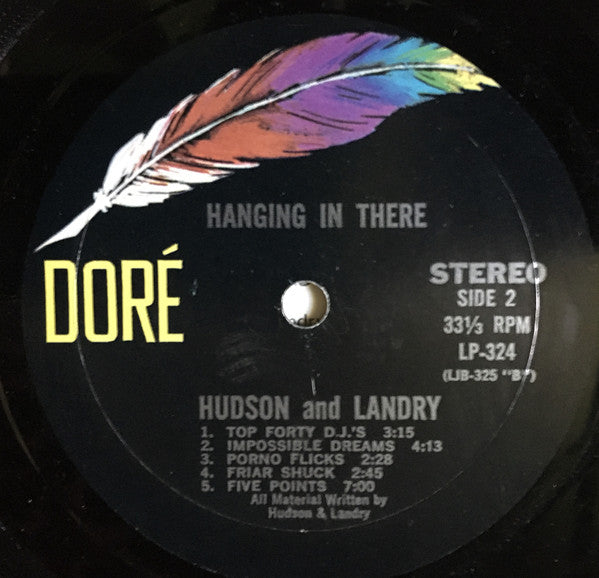 HANGING IN THERE
DORÉ
STEREO
SIDE 2
33⅓ RPM
LP-324
(LJB-325 "B")
HUDSON and LANDRY
1. TOP FORTY D.J.'S 3:15
2. IMPOSSIBLE DREAMS 4:13
3. PORNO FLICKS 2:28
4. FRIAR SHUCK 2:45
5. FIVE POINTS 7:00
All Material Written by
Hudson & Landry